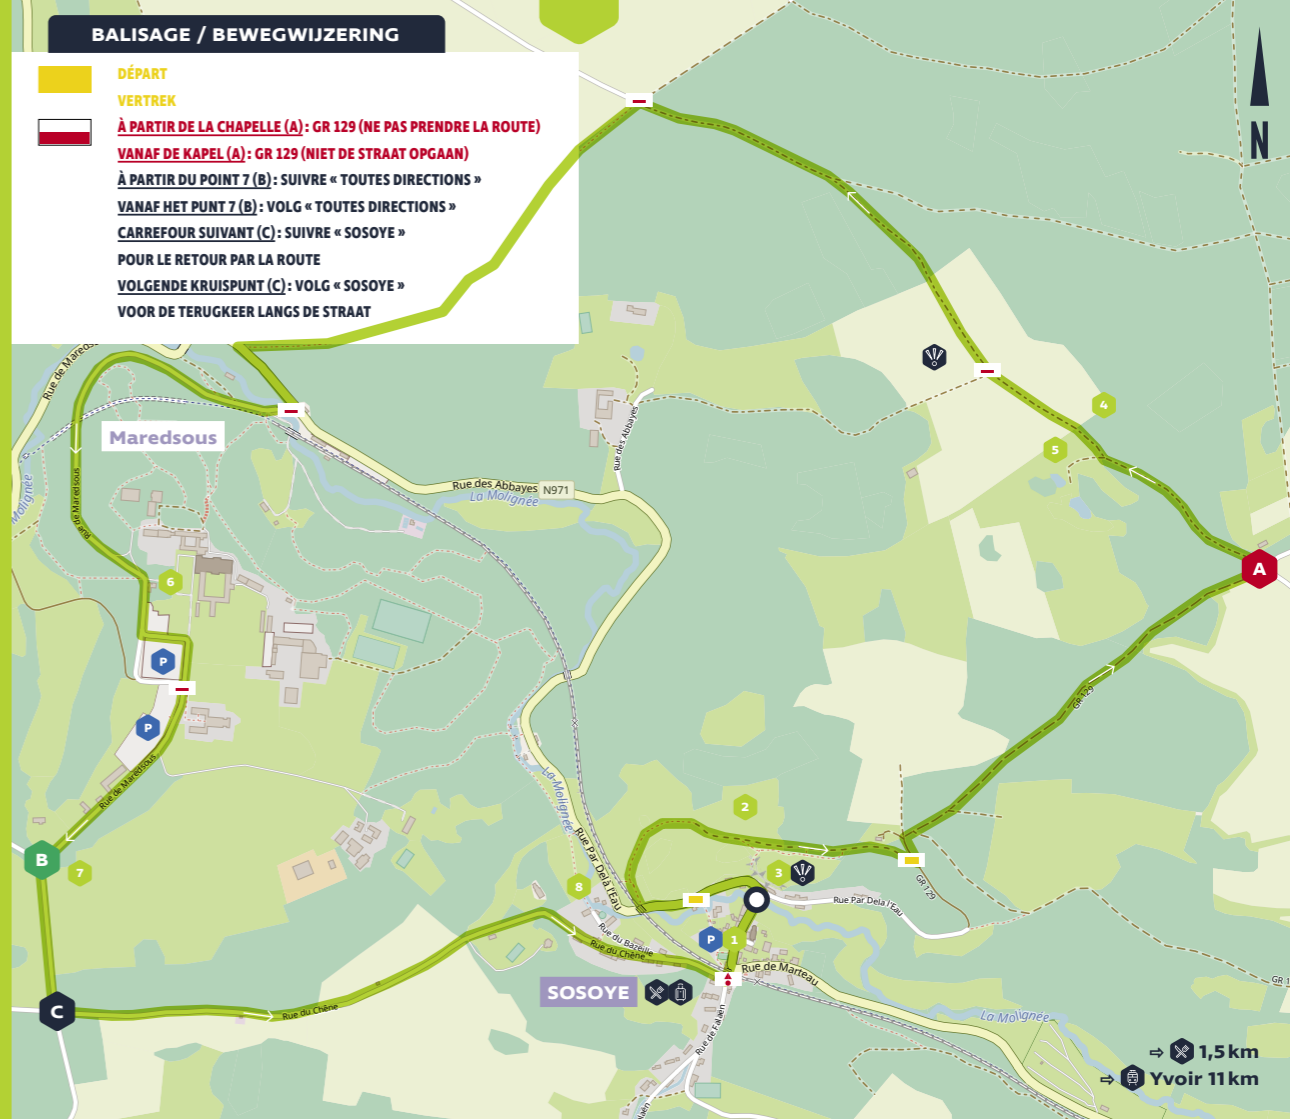 BALISAGE / BEWEGWIJZERING
DÉPART
VERTREK
À PARTIR DE LA CHAPELLE (A) : GR 129 (NE PAS PRENDRE LA ROUTE)
VANAF DE KAPEL (A) : GR 129 (NIET DE STRAAT OPGAAN)
À PARTIR DU POINT 7 (B) : SUIVRE « TOUTES DIRECTIONS »
VANAF HET PUNT 7 (B) : VOLG « TOUTES DIRECTIONS »
CARREFOUR SUIVANT (C) : SUIVRE « SOSOYE »
POUR LE RETOUR PAR LA ROUTE
VOLGENDE KRUISPUNT (C) : VOLG « SOSOYE »
VOOR DE TERUGKEER LANGS DE STRAAT
N
Rue de Mareds
Maredsous
Rue des Abbayes
4
5
Rue des Abbayes
N971
La Molignée
Molignée
Rue de Maredsous
A
6
P
GR 129
P
Rue de Maredsous
La Molignée
2
Rue Par Delà l'Eau
B
7
3
8
GR 129
Rue Par Delà l'Eau
P
1
Rue du Bazeille
Rue du Chêne
Rue de Marteau
SOSOYE
GR 1
C
Rue du Chêne
La Molignée
Rue de Falaën
1,5 km
Yvoir 11 km
alaën